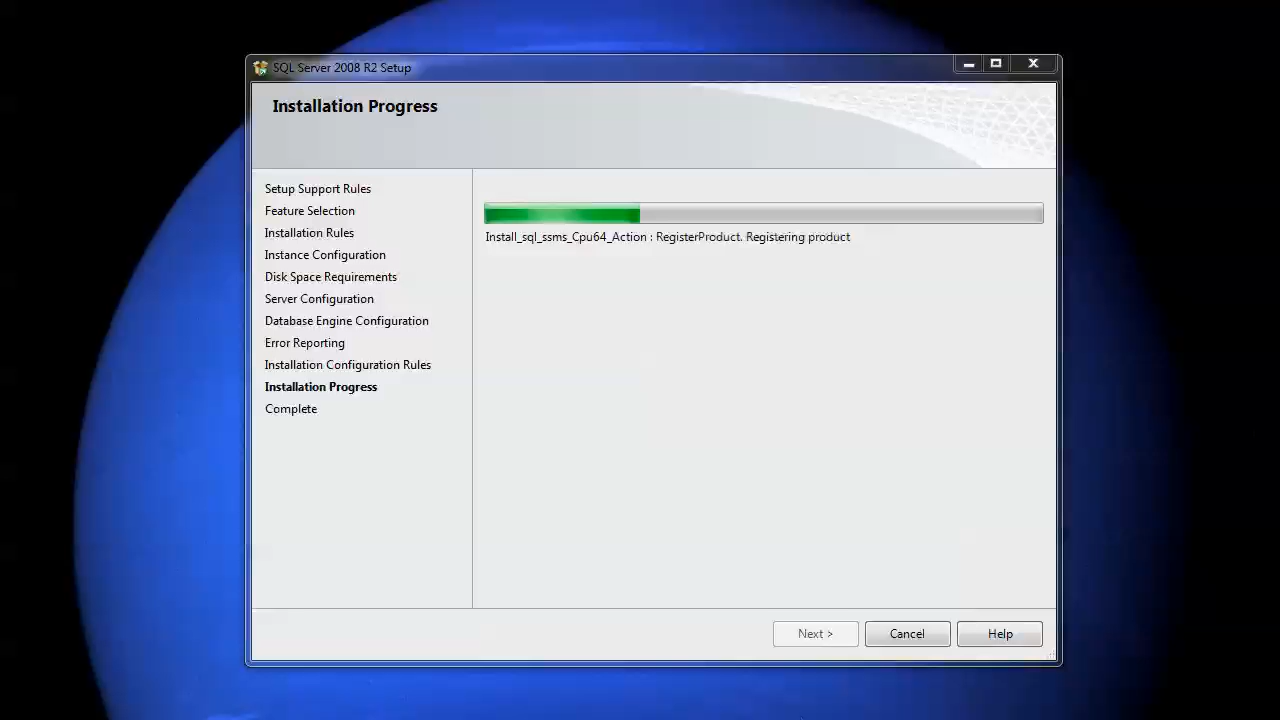 SQL Server 2008 R2 Setup
Installation Progress
Setup Support Rules
Feature Selection
Installation Rules
Instance Configuration
Disk Space Requirements
Server Configuration
Database Engine Configuration
Error Reporting
Installation Configuration Rules
Installation Progress
Complete
Install_sql_ssms_Cpu64_Action : RegisterProduct. Registering product
Next >
Cancel
Help